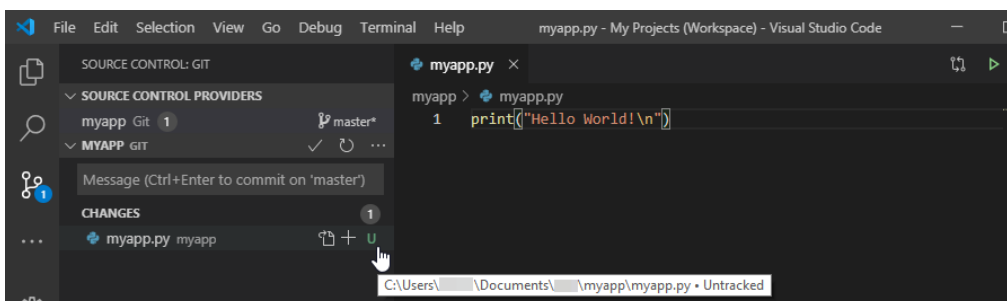 File Edit Selection View Go Debug Terminal Help myapp.py - My Projects (Workspace) - Visual Studio Code
SOURCE CONTROL: GIT
myapp.py
SOURCE CONTROL PROVIDERS
myapp > myapp.py
myapp Git 1 master*
1 print("Hello World!\n")
MYAPP GIT
Message (Ctrl+Enter to commit on 'master')
1
CHANGES 1
myapp.py myapp U
C:\Users\ \Documents\ \myapp\myapp.py • Untracked